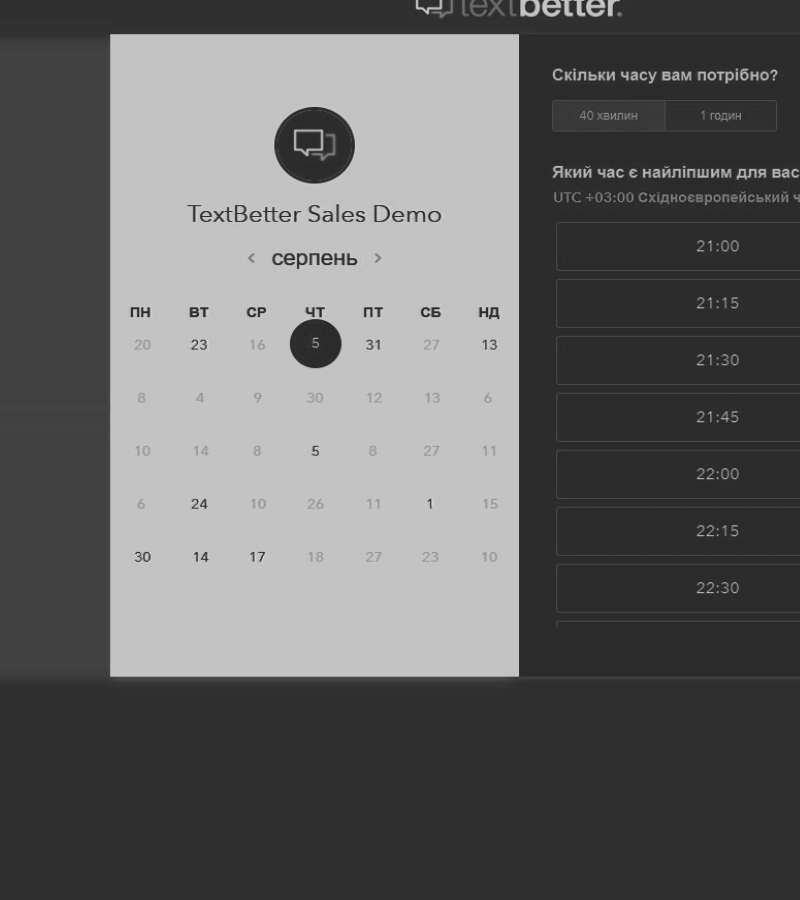 textbetter.
TextBetter Sales Demo
‹ серпень ›
ПН ВТ СР ЧТ ПТ СБ НД
20 23 16 5 31 27 13
8 4 9 30 12 13 6
10 14 8 5 8 27 11
6 24 10 26 11 1 15
30 14 17 18 27 23 10
Скільки часу вам потрібно?
40 хвилин 1 годин
Який час є найліпшим для вас
UTC +03:00 Східноєвропейський ч
21:00
21:15
21:30
21:45
22:00
22:15
22:30